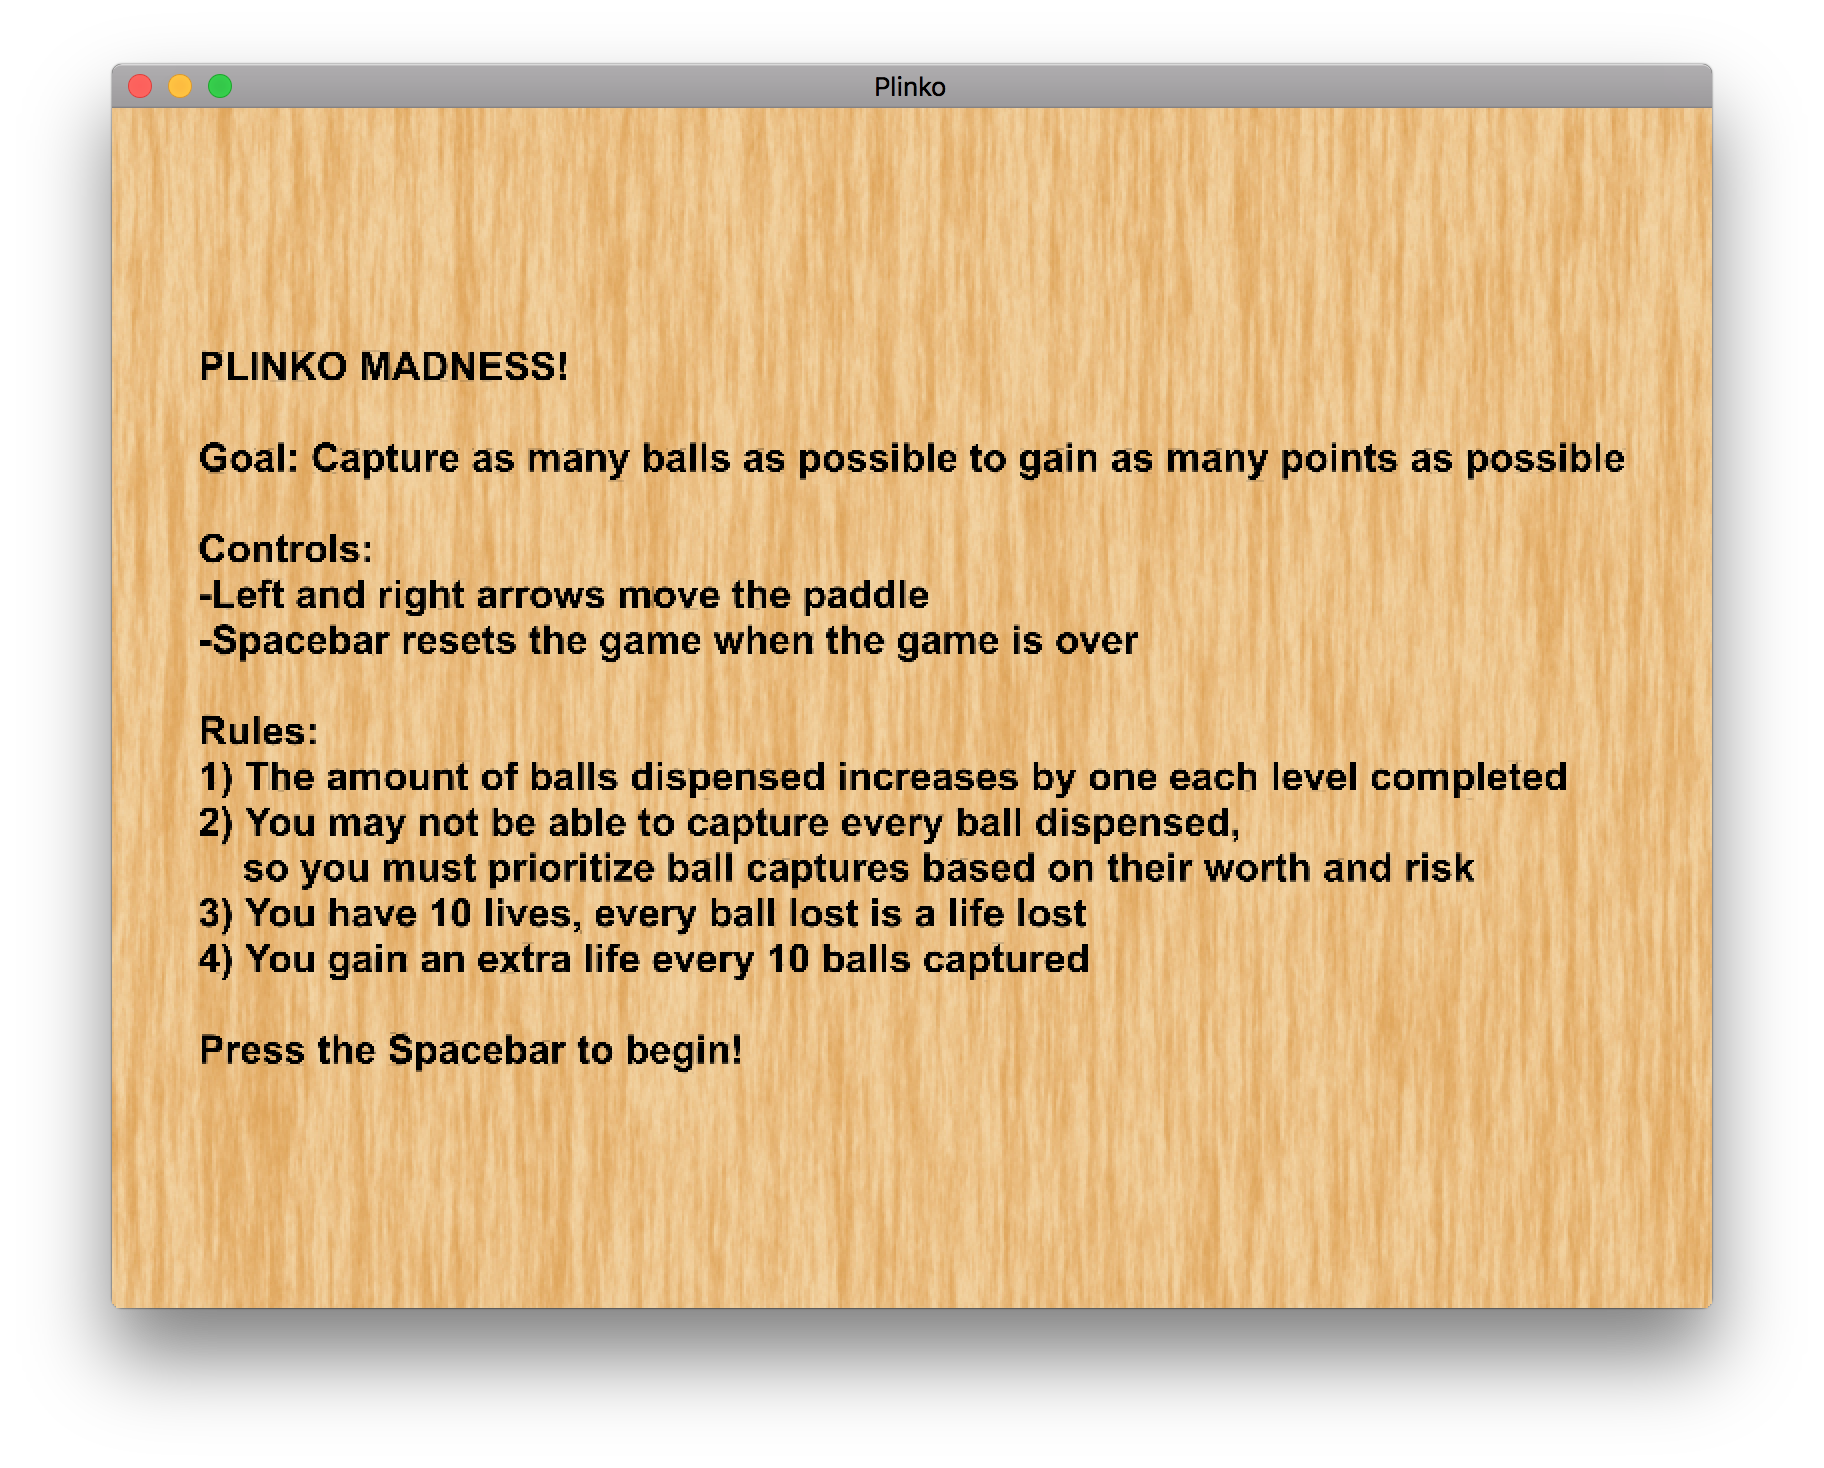 Plinko
PLINKO MADNESS!
Goal: Capture as many balls as possible to gain as many points as possible
Controls:
-Left and right arrows move the paddle
-Spacebar resets the game when the game is over
Rules:
1) The amount of balls dispensed increases by one each level completed
2) You may not be able to capture every ball dispensed,
so you must prioritize ball captures based on their worth and risk
3) You have 10 lives, every ball lost is a life lost
4) You gain an extra life every 10 balls captured
Press the Spacebar to begin!